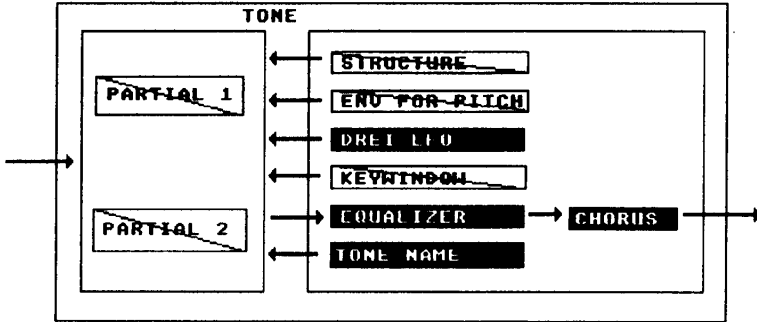 TONE
STRUCTURE
PARTIAL 1
ENV FOR PITCH
DREI LFO
KEYWINDOW
PARTIAL 2
EQUALIZER
CHORUS
TONE NAME